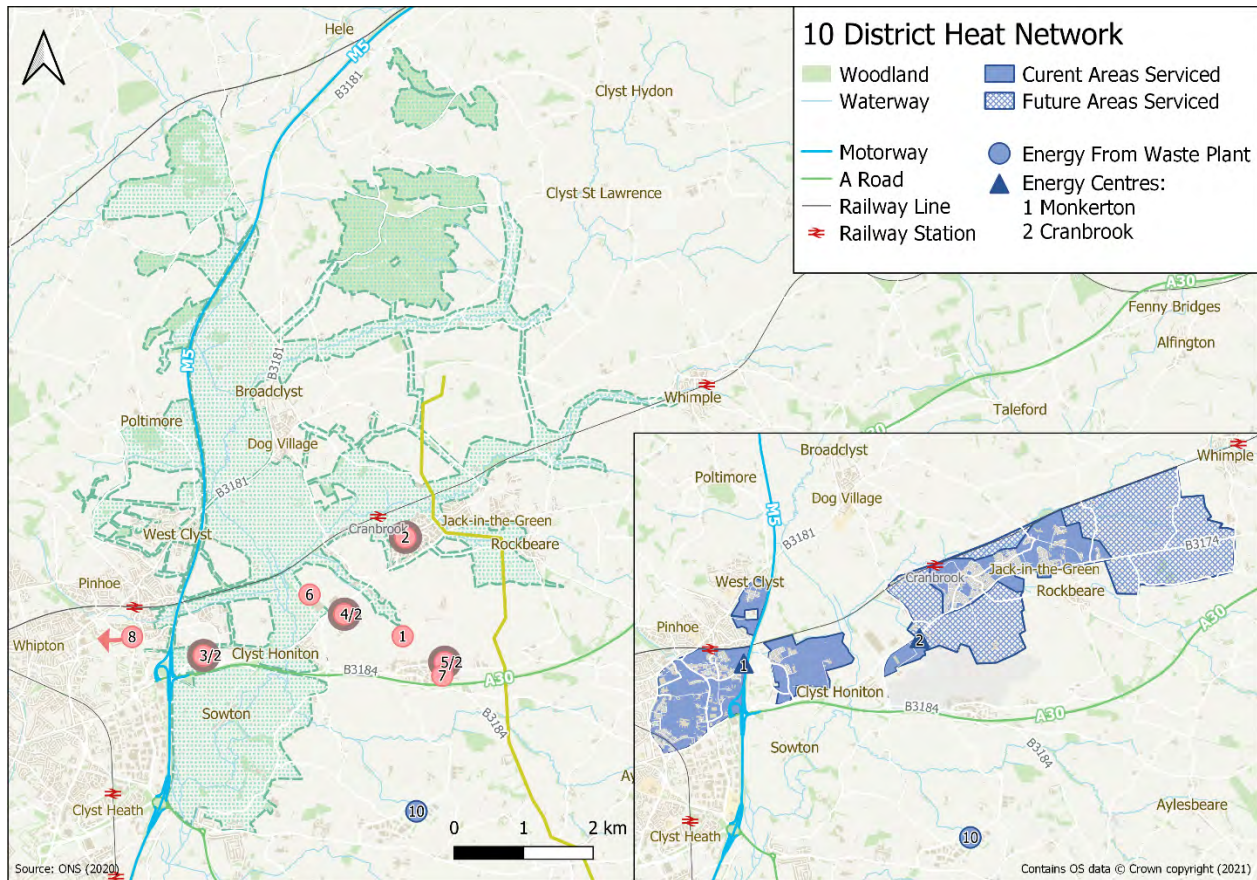 10 District Heat Network
Woodland
Waterway
Motorway
A Road
Railway Line
Railway Station
Curent Areas Serviced
Future Areas Serviced
Energy From Waste Plant
Energy Centres:
1 Monkerton
2 Cranbrook
Hele
M5
B3181
Clyst Hydon
Clyst St Lawrence
A30
Fenny Bridges
Alfington
M5
B3181
Broadclyst
Whimple
Taleford
Poltimore
A30
Dog Village
B3181
Cranbrook
Jack-in-the-Green
West Clyst
2
Rockbeare
Pinhoe
6
4/2
Whipton
8
1
3/2
Clyst Honiton
5/2
B3184
7
A30
Sowton
B3184
Clyst Heath
10
0 1 2 km
Source: ONS (2020)
Broadclyst
Whimple
Poltimore
M5
Dog Village
B3181
B3174
Cranbrook
Jack-in-the-Green
West Clyst
Rockbeare
Pinhoe
2
1
Clyst Honiton
B3184
A30
Sowton
B3184
Aylesbeare
Clyst Heath
10
Contains OS data © Crown copyright (2021)